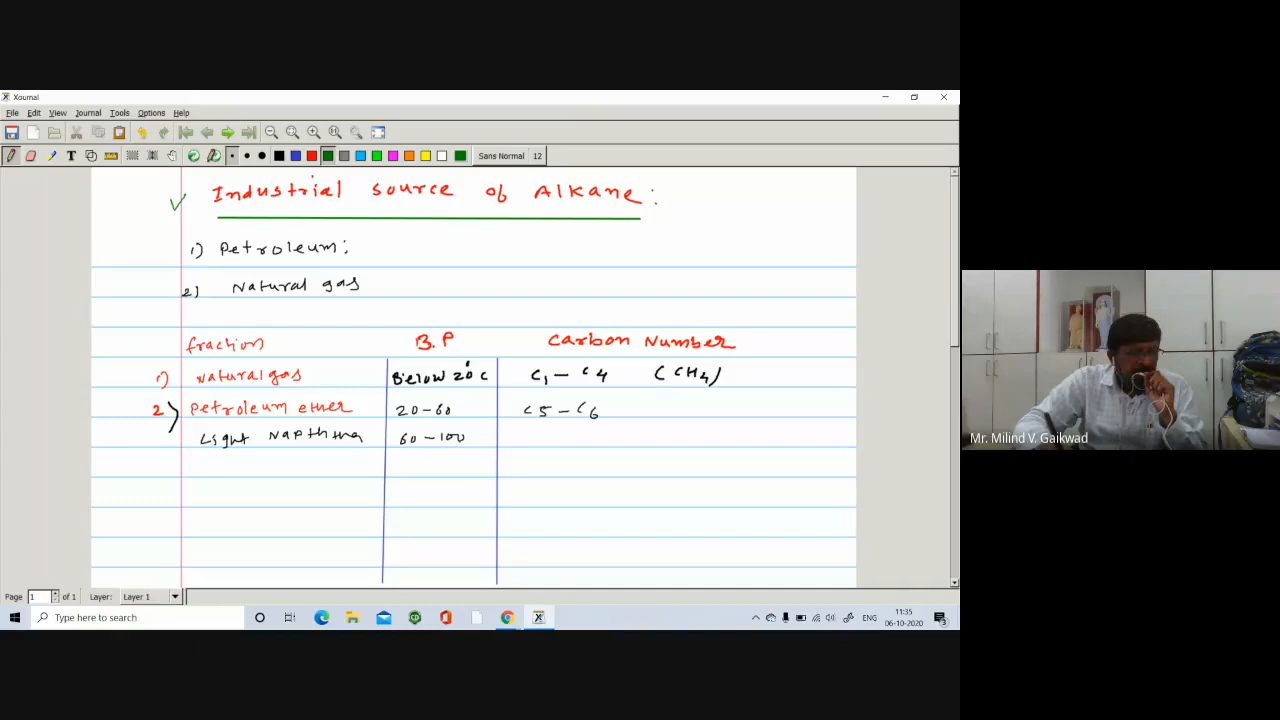 Xournal
File Edit View Journal Tools Options Help
Sans Normal 12
Industrial source of Alkane:
1) Petroleum:
2) Natural gas
fraction B.P Carbon Number
1) Natural gas Below 20°C C1 – C4 (CH4)
2) Petroleum ether 20-60 C5 – C6
Light Napththa 60-100
Page 1 of 1 Layer: Layer 1
Type here to search
ENG 11:35
06-10-2020
3
Mr. Milind V. Gaikwad